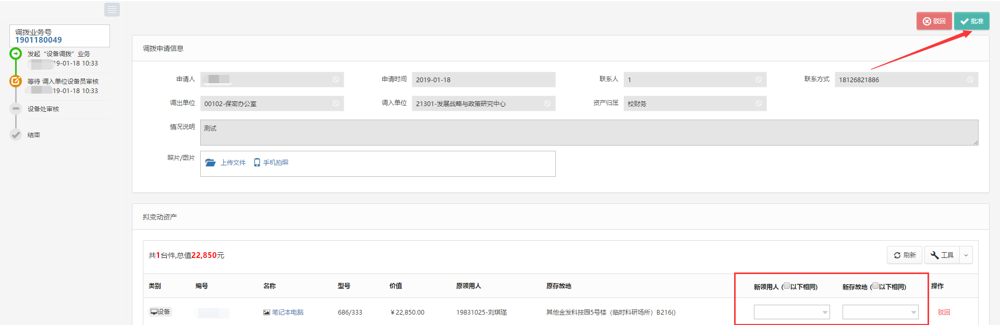 驳回
批准
调拨业务号
1901180049
发起“设备调拨”业务
19-01-18 10:33
等待 调入单位设备员审核
19-01-18 10:33
设备处审核
结束
调拨申请信息
申请人
申请时间 2019-01-18
联系人 1
联系方式 18126821886
调出单位 00102-保密办公室
调入单位 21301-发展战略与政策研究中心
资产归属 校财务
情况说明 测试
照片/图片 上传文件 手机拍照
拟变动资产
共1台件,总值22,850元
刷新 工具
类别 编号 名称 型号 价值 原领用人 原存放地 新领用人 (以下相同) 新存放地 (以下相同) 操作
设备 笔记本电脑 686/333 ¥22,850.00 19831025-刘琪瑾 其他金发科技园5号楼（临时科研场所）B216() 驳回